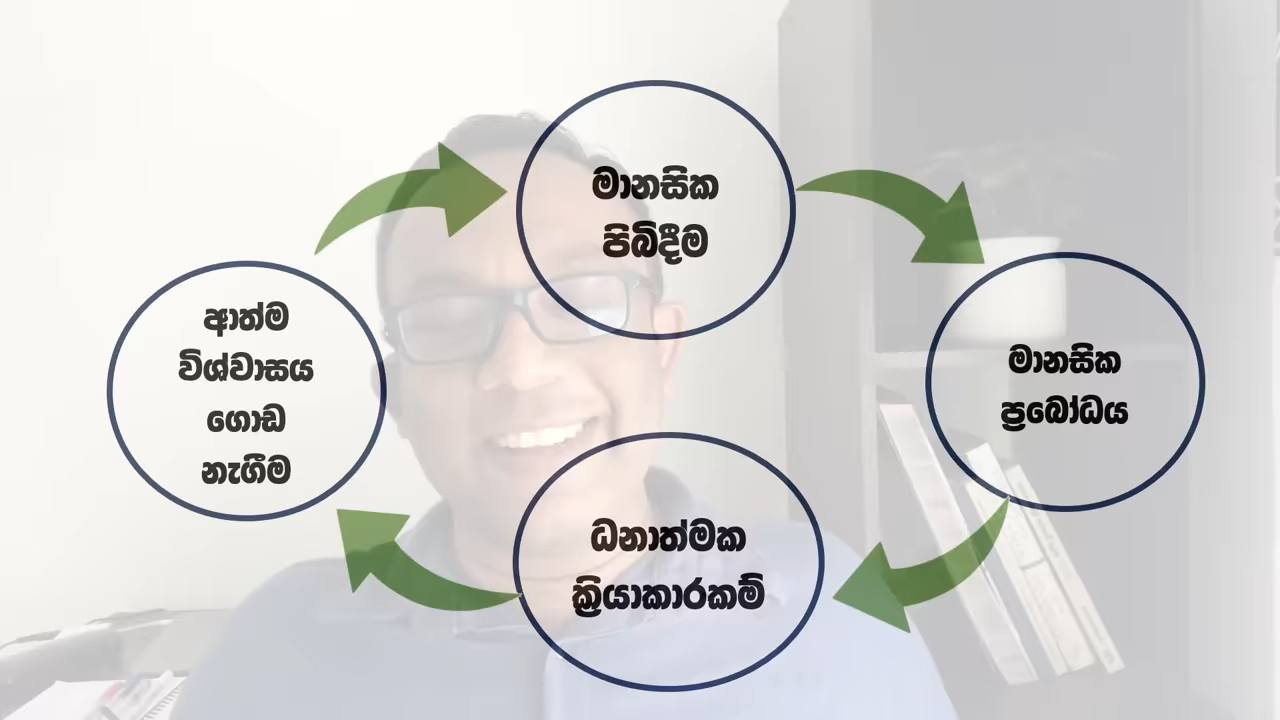 මානසික
පිබිදීම
මානසික
ප්‍රබෝධය
ධනාත්මක
ක්‍රියාකාරකම්
ආත්ම
විශ්වාසය
ගොඩ
නැගීම